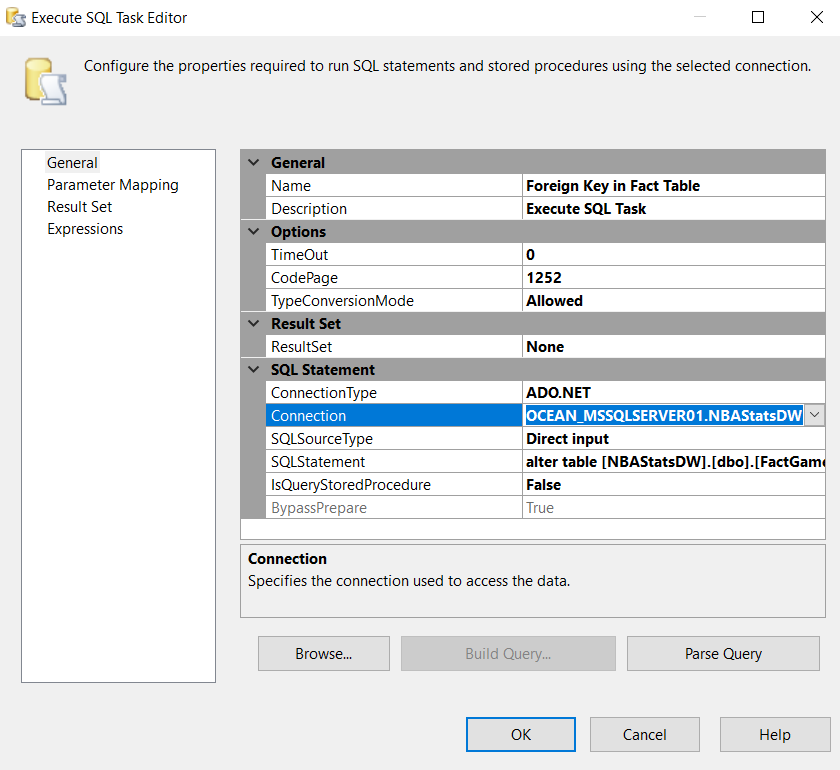 Execute SQL Task Editor
Configure the properties required to run SQL statements and stored procedures using the selected connection.
General
Parameter Mapping
Result Set
Expressions
General
Name Foreign Key in Fact Table
Description Execute SQL Task
Options
TimeOut 0
CodePage 1252
TypeConversionMode Allowed
Result Set
ResultSet None
SQL Statement
ConnectionType ADO.NET
Connection OCEAN_MSSQLSERVER01.NBAStatsDW
SQLSourceType Direct input
SQLStatement alter table [NBAStatsDW].[dbo].[FactGame
IsQueryStoredProcedure False
BypassPrepare True
Connection
Specifies the connection used to access the data.
Browse...
Build Query...
Parse Query
OK
Cancel
Help